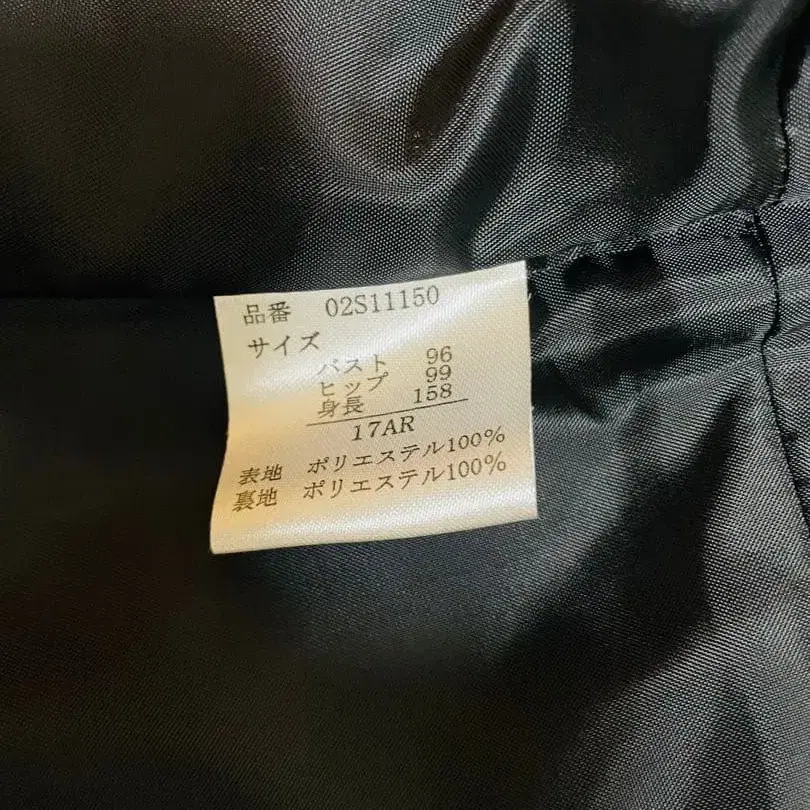 品番 02S11150
サイズ
バスト 96
ヒップ 99
身長 158
17AR
表地 ポリエステル100%
裏地 ポリエステル100%